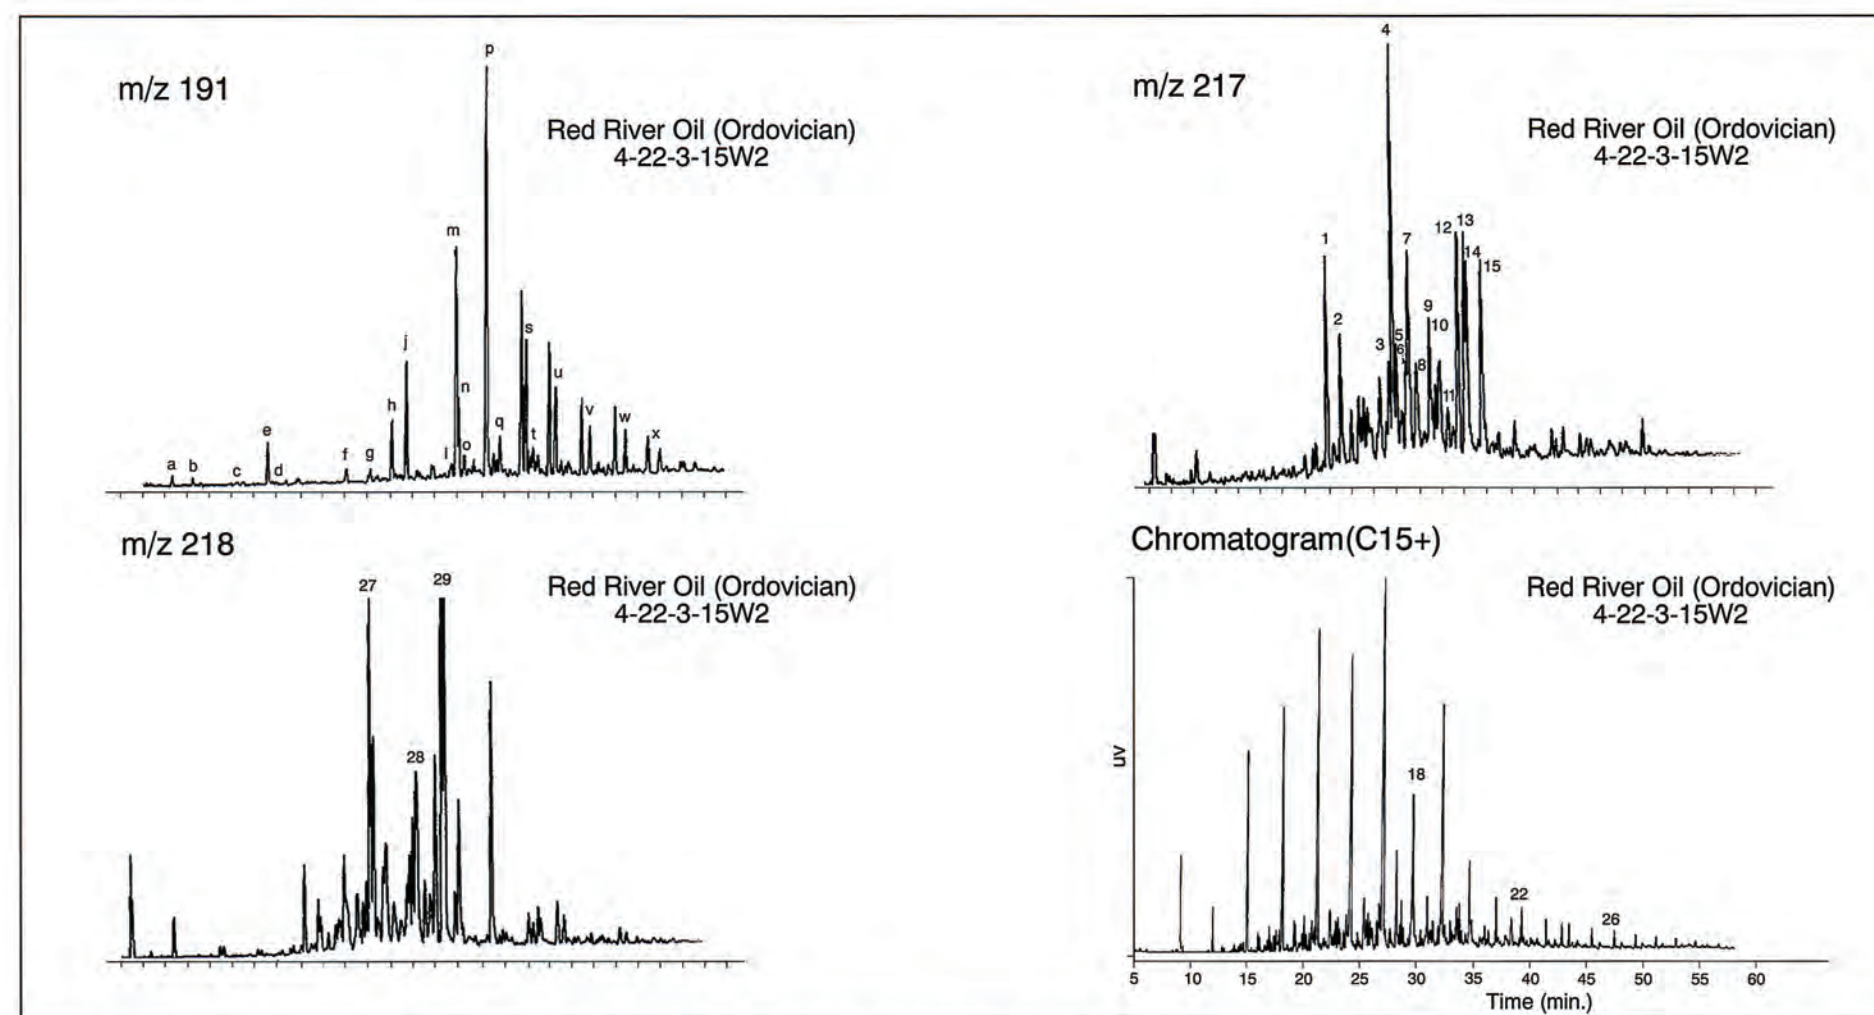 m/z 191
Red River Oil (Ordovician)
4-22-3-15W2
a b c e d f g h j l m n o p q s t u v w x
m/z 217
Red River Oil (Ordovician)
4-22-3-15W2
1 2 3 4 5 6 7 8 9 10 11 12 13 14 15
m/z 218
Red River Oil (Ordovician)
4-22-3-15W2
27 28 29
Chromatogram(C15+)
Red River Oil (Ordovician)
4-22-3-15W2
uv
18 22 26
5 10 15 20 25 30 35 40 45 50 55 60
Time (min.)